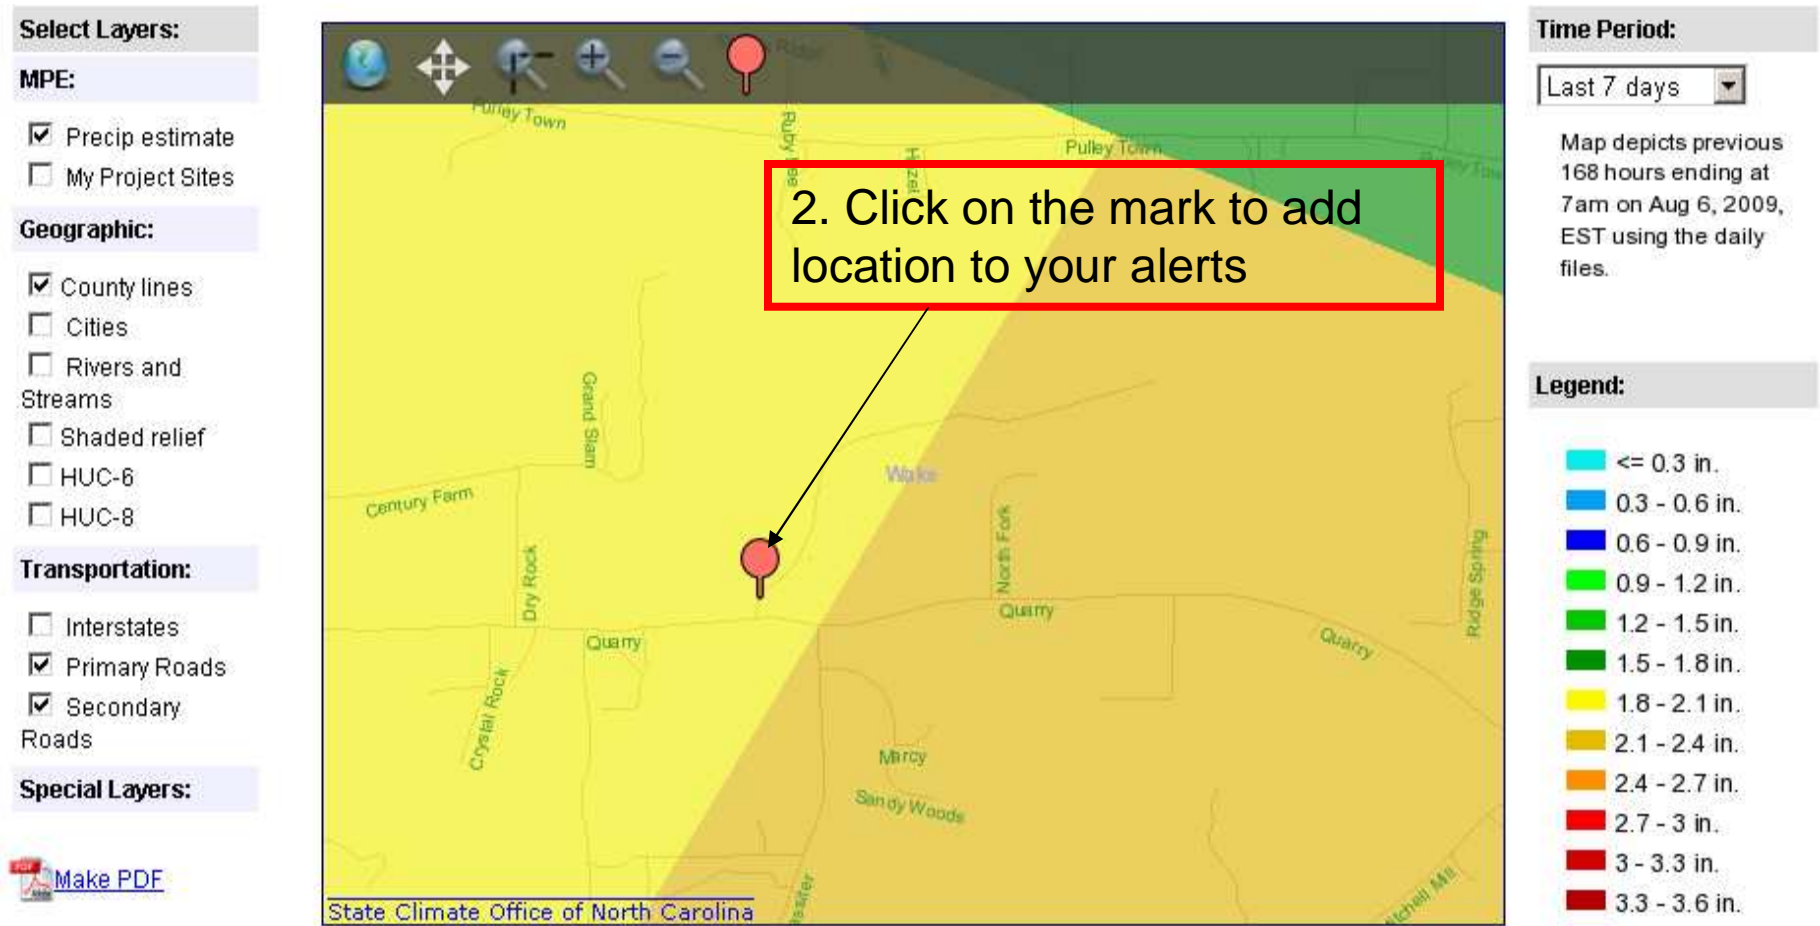 Select Layers:
MPE:
Precip estimate
My Project Sites
Geographic:
County lines
Cities
Rivers and
Streams
Shaded relief
HUC-6
HUC-8
Transportation:
Interstates
Primary Roads
Secondary
Roads
Special Layers:
Make PDF
Pulley Town
Pulley Town
2. Click on the mark to add
location to your alerts
Grand Slam
Wake
Century Farm
Dry Rock
North Fork
Ridge Spring
Quarry
Quarry
Quarry
Crystal Rock
Marcy
Sandy Woods
State Climate Office of North Carolina
Time Period:
Last 7 days
Map depicts previous
168 hours ending at
7am on Aug 6, 2009,
EST using the daily
files.
Legend:
<= 0.3 in.
0.3 - 0.6 in.
0.6 - 0.9 in.
0.9 - 1.2 in.
1.2 - 1.5 in.
1.5 - 1.8 in.
1.8 - 2.1 in.
2.1 - 2.4 in.
2.4 - 2.7 in.
2.7 - 3 in.
3 - 3.3 in.
3.3 - 3.6 in.